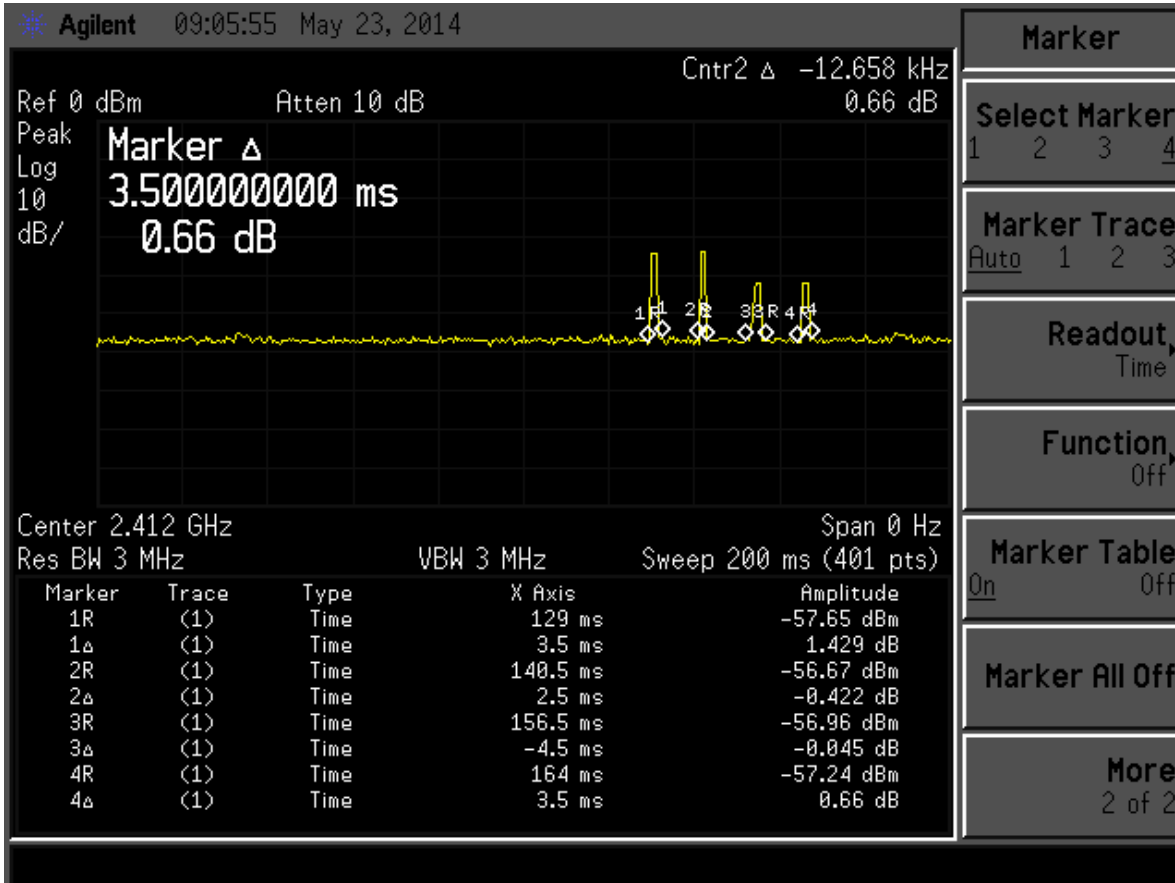 Agilent 09:05:55 May 23, 2014
Cntr2 Δ -12.658 kHz
Ref 0 dBm Atten 10 dB 0.66 dB
Peak
Log
10
dB/
Marker Δ
3.500000000 ms
0.66 dB
1R 1 2R 2 3 3R 4R 4
Center 2.412 GHz Span 0 Hz
Res BW 3 MHz VBW 3 MHz Sweep 200 ms (401 pts)
Marker Trace Type X Axis Amplitude
1R (1) Time 129 ms -57.65 dBm
1Δ (1) Time 3.5 ms 1.429 dB
2R (1) Time 140.5 ms -56.67 dBm
2Δ (1) Time 2.5 ms -0.422 dB
3R (1) Time 156.5 ms -56.96 dBm
3Δ (1) Time -4.5 ms -0.045 dB
4R (1) Time 164 ms -57.24 dBm
4Δ (1) Time 3.5 ms 0.66 dB
Marker
Select Marker
1 2 3 4
Marker Trace
Auto 1 2 3
Readout
Time
Function
Off
Marker Table
On Off
Marker All Off
More
2 of 2